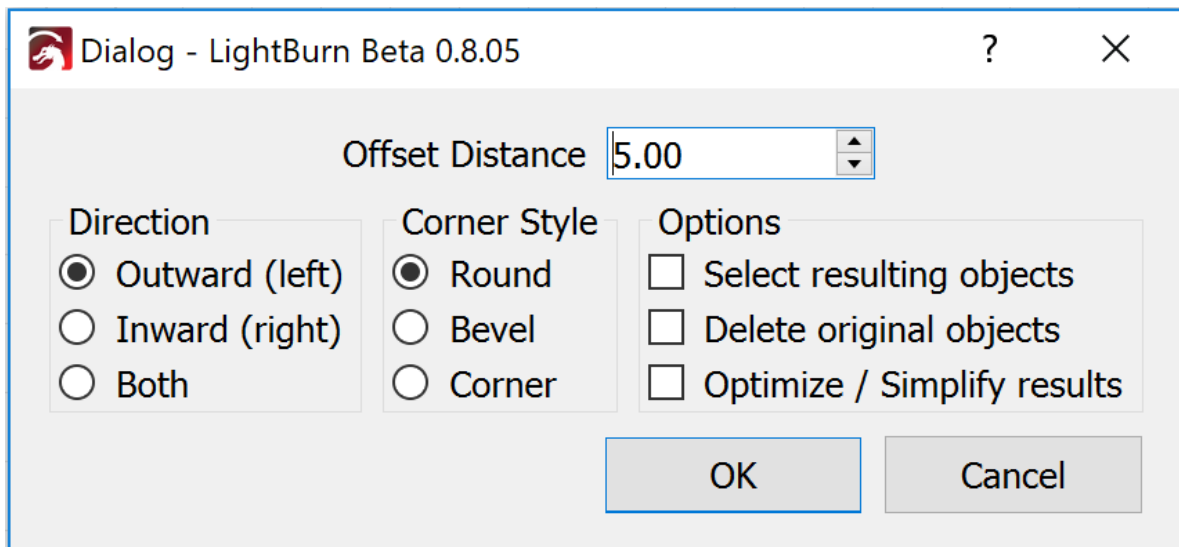 Dialog - LightBurn Beta 0.8.05 ?
Offset Distance 5.00
Direction Corner Style Options
Outward (left) Round Select resulting objects
Inward (right) Bevel Delete original objects
Both Corner Optimize / Simplify results
OK Cancel